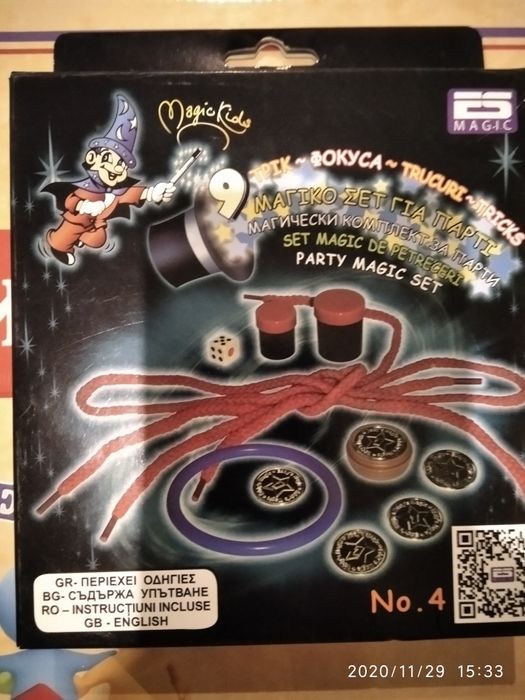 Magic Kids
ES
MAGIC
9 ΤΡΙΚ ~ ФОКУСА ~ TRUCURI ~ TRICKS
ΜΑΓΙΚΟ ΣΕΤ ΓΙΑ ΠΑΡΤΙ
МАГИЧЕСКИ КОМПЛЕКТ ЗА ПАРТИ
SET MAGIC DE PETRECERI
PARTY MAGIC SET
GR- ΠΕΡΙΕΧΕΙ ΟΔΗΓΙΕΣ
BG- СЪДЪРЖА УПЪТВАНЕ
RO – INSTRUCȚIUNI INCLUSE
GB - ENGLISH
No. 4
2020/11/29 15:33